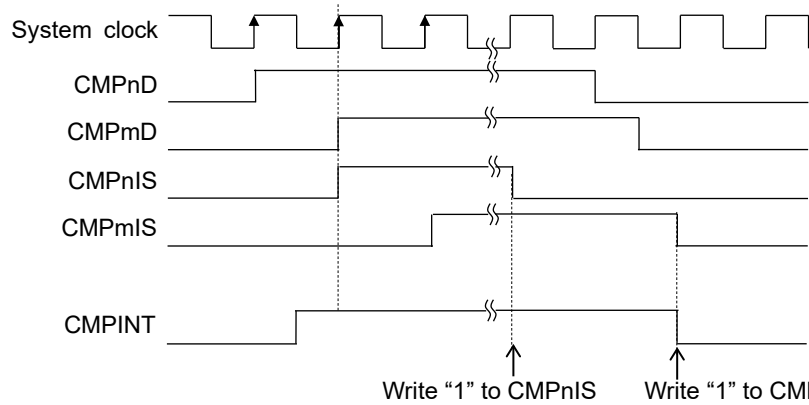 System clock
CMPnD
CMPmD
CMPnIS
CMPmIS
CMPINT
Write "1" to CMPnIS Write "1" to